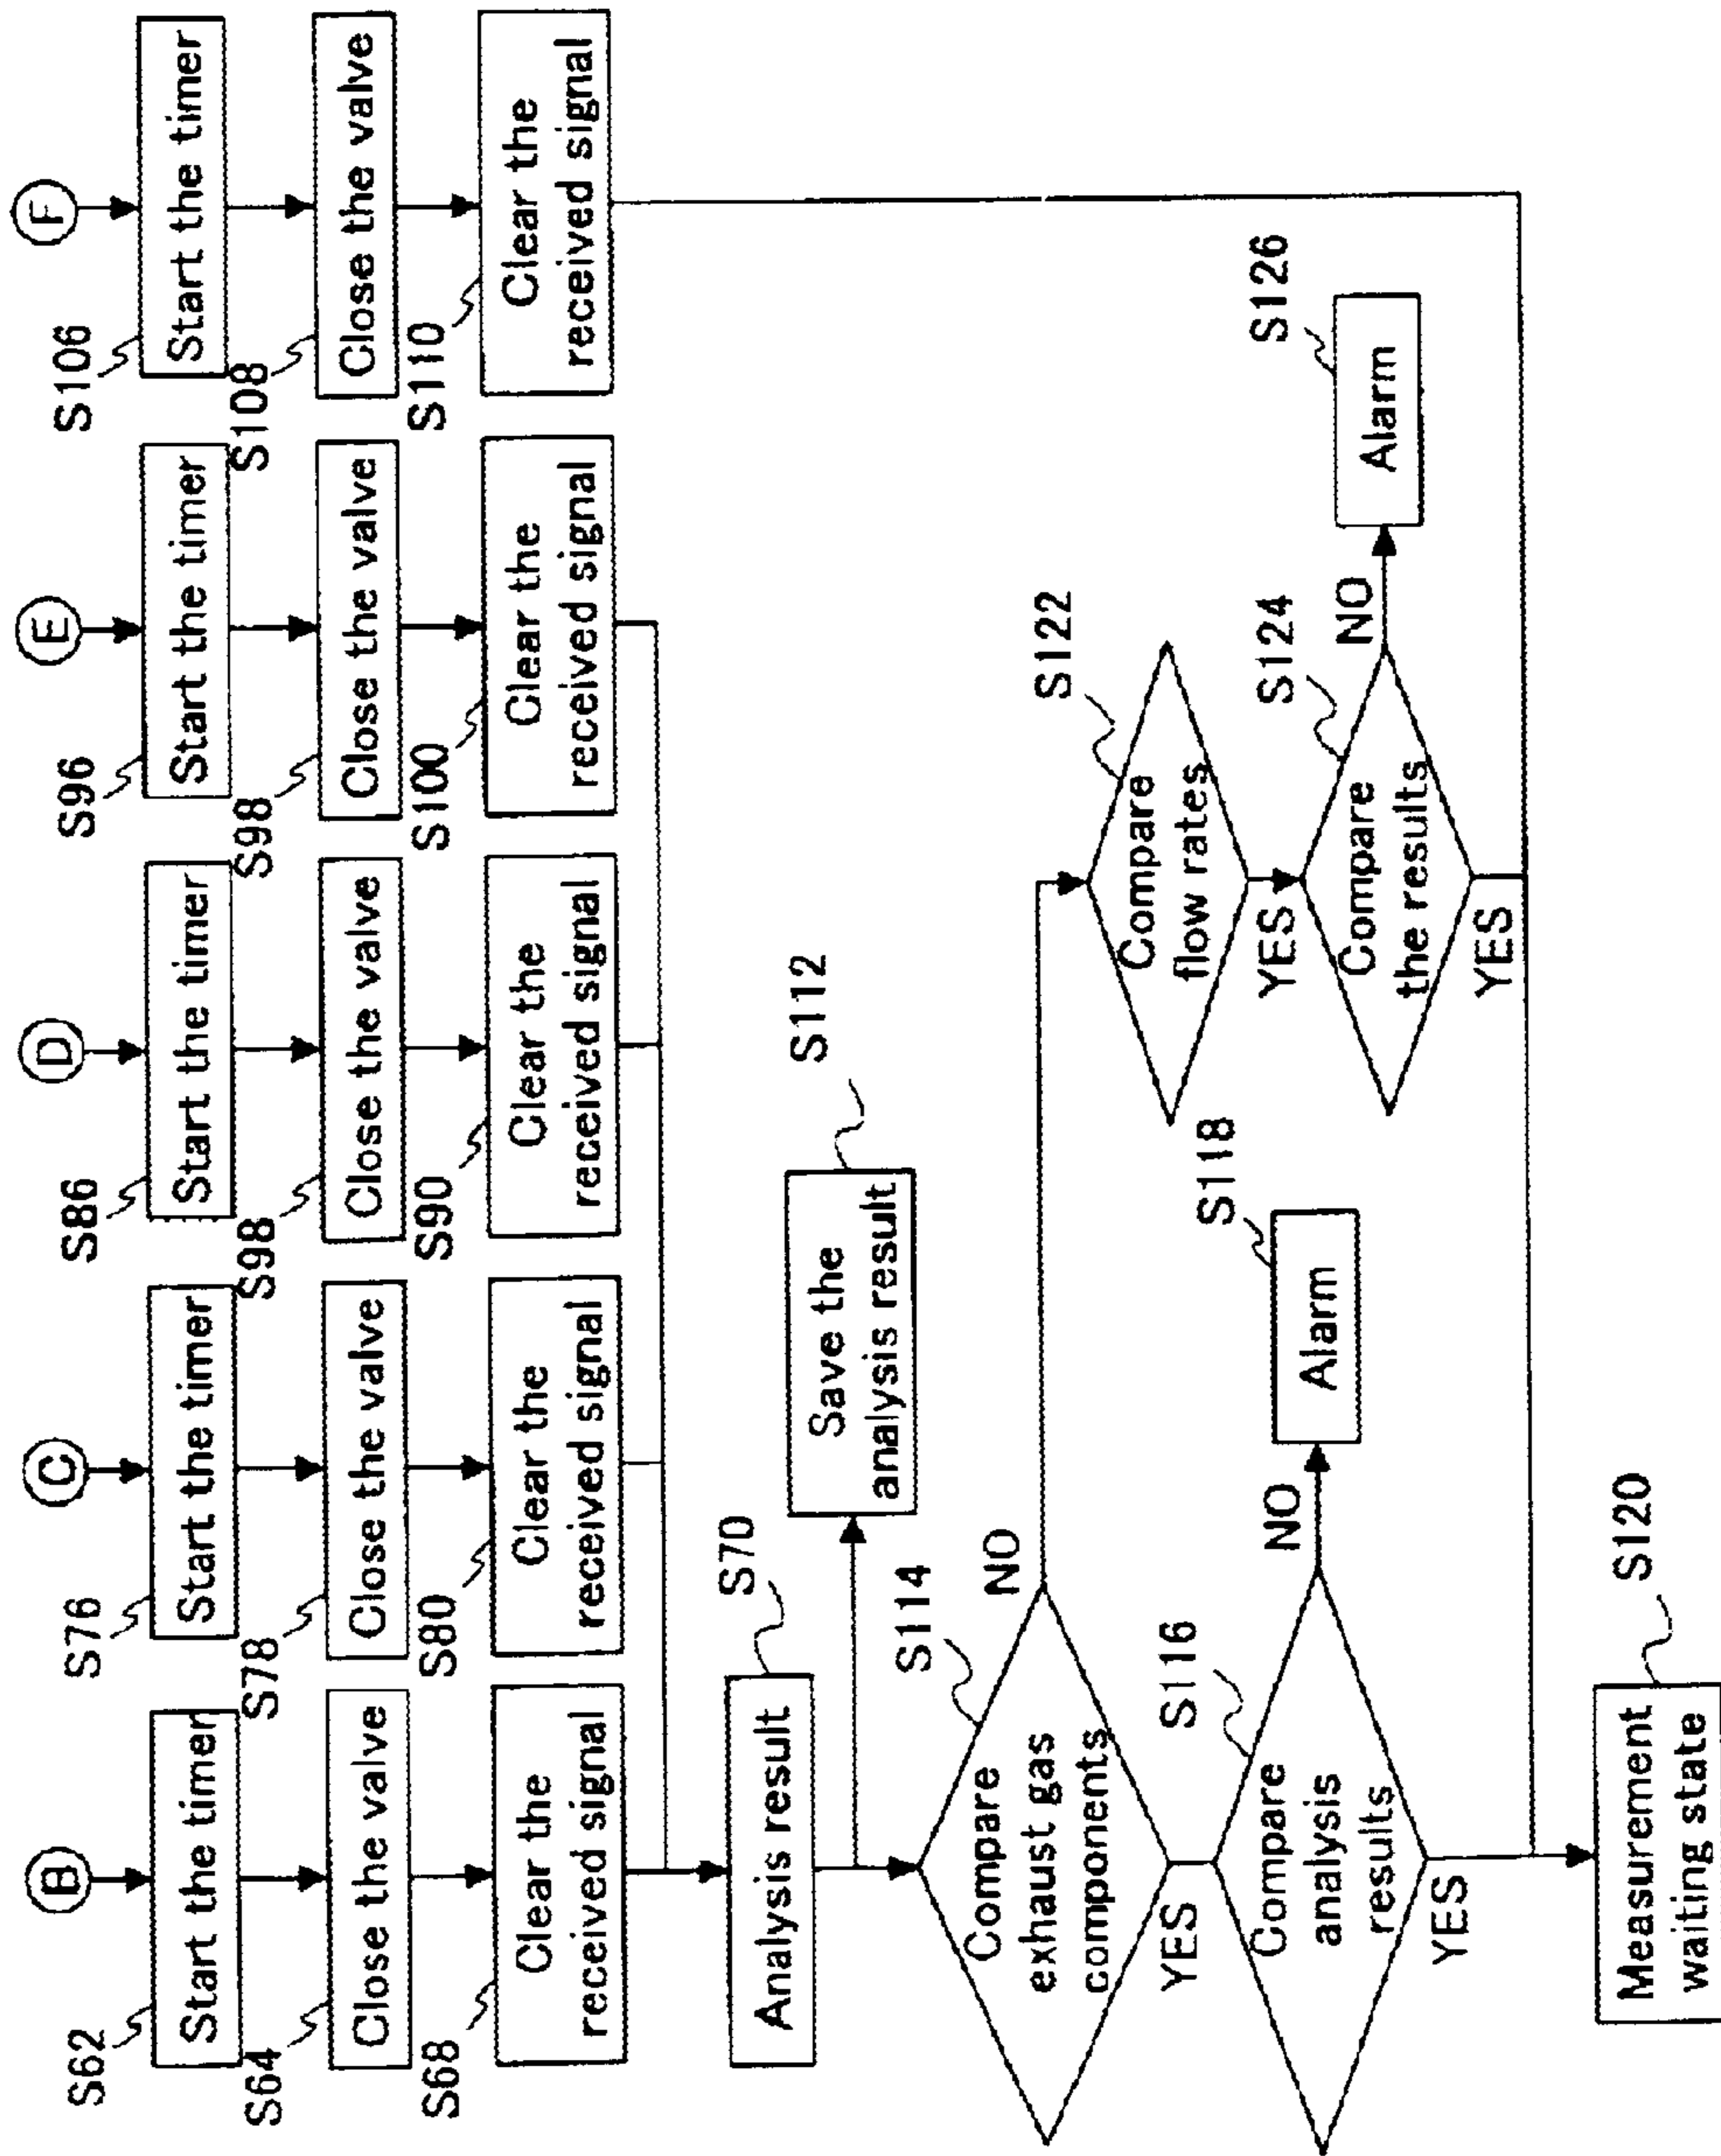 B
C
D
E
F
S62
Start the timer
S76
Start the timer
S86
Start the timer
S96
Start the timer
S106
Start the timer
S64
Close the valve
S78
Close the valve
S98
Close the valve
S98
Close the valve
S108
Close the valve
S68
Clear the
received signal
S80
Clear the
received signal
S90
Clear the
received signal
S100
Clear the
received signal
S110
Clear the
received signal
S70
Analysis result
S112
Save the
analysis result
S114
Compare
exhaust gas
components
NO
YES
S116
Compare
analysis
results
NO
YES
S118
Alarm
S122
Compare
flow rates
YES
S124
Compare
the results
NO
YES
S126
Alarm
S120
Measurement
waiting state